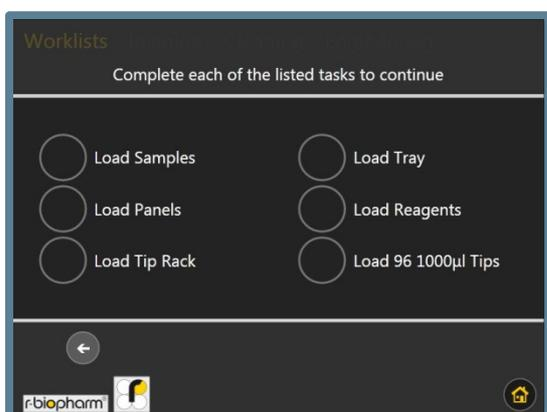 Worklists
Complete each of the listed tasks to continue
Load Samples
Load Tray
Load Panels
Load Reagents
Load Tip Rack
Load 96 1000µl Tips
r-biopharm®